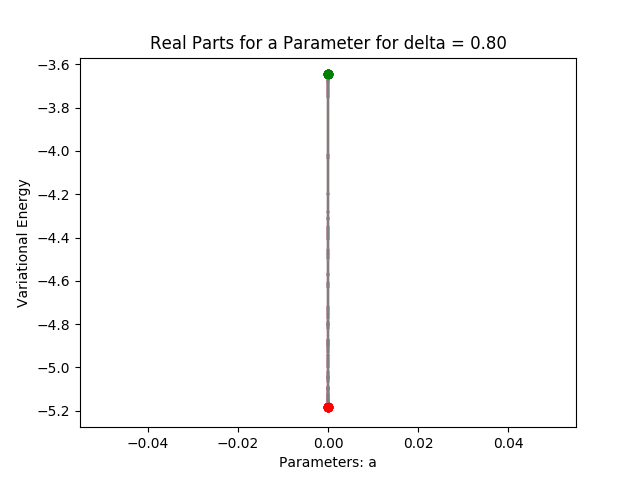 Real Parts for a Parameter for delta = 0.80
−3.6
−3.8
−4.0
−4.2
−4.4
−4.6
−4.8
−5.0
−5.2
Variational Energy
−0.04 −0.02 0.00 0.02 0.04
Parameters: a